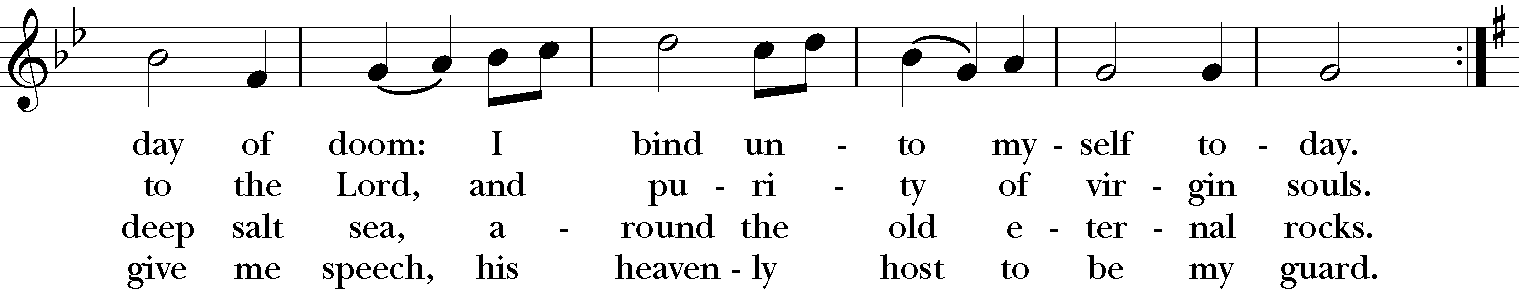 day of doom: I bind un - to my - self to - day.
to the Lord, and pu - ri - ty of vir - gin souls.
deep salt sea, a - round the old e - ter - nal rocks.
give me speech, his heaven - ly host to be my guard.